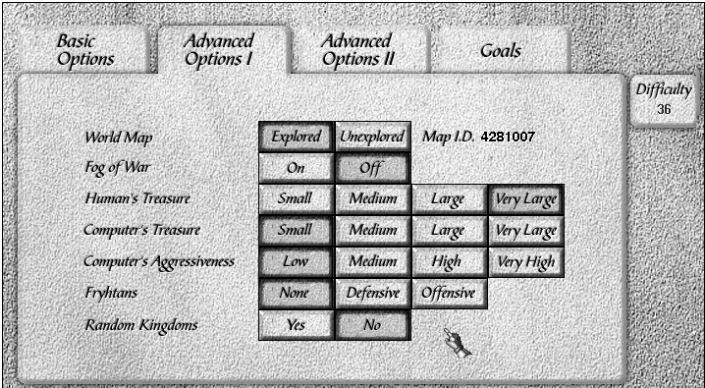 Basic Options
Advanced Options I
Advanced Options II
Goals
Difficulty
36
World Map Explored Unexplored Map I.D. 4281007
Fog of War On Off
Human's Treasure Small Medium Large Very Large
Computer's Treasure Small Medium Large Very Large
Computer's Aggressiveness Low Medium High Very High
Fryhtans None Defensive Offensive
Random Kingdoms Yes No